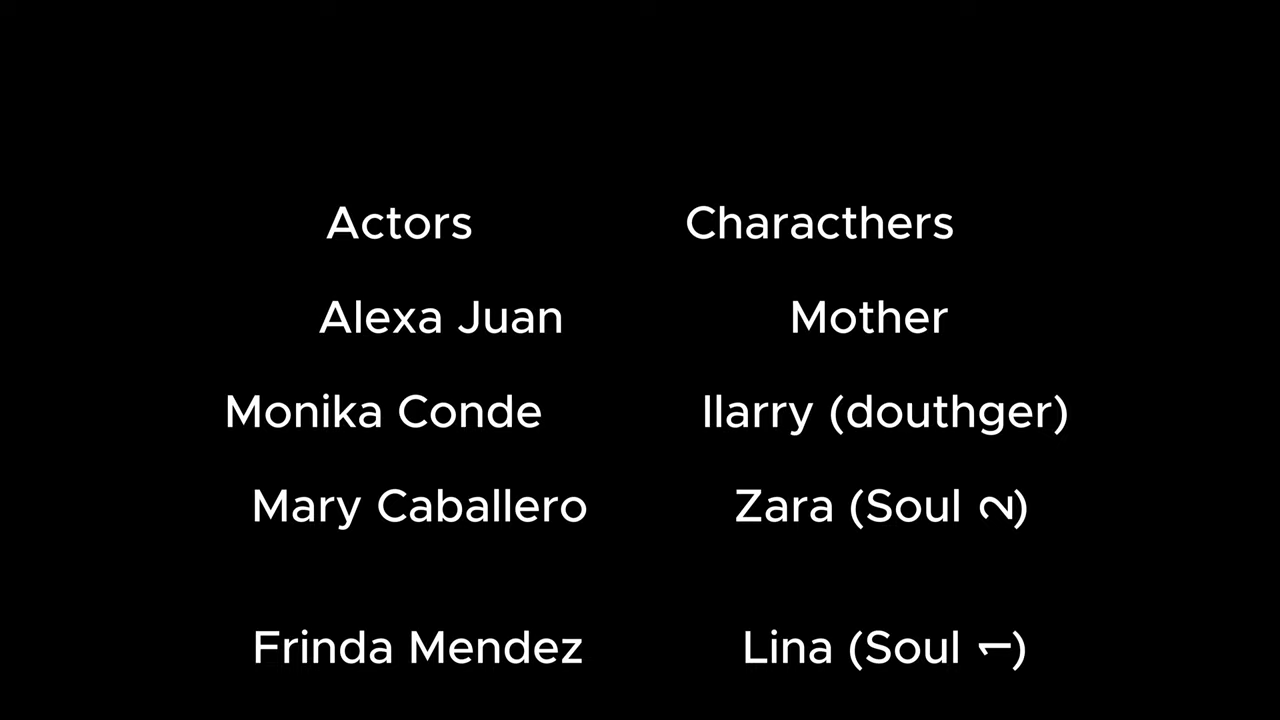 Actors Characthers
Alexa Juan Mother
Monika Conde Ilarry (douthger)
Mary Caballero Zara (Soul 2)
Frinda Mendez Lina (Soul 1)